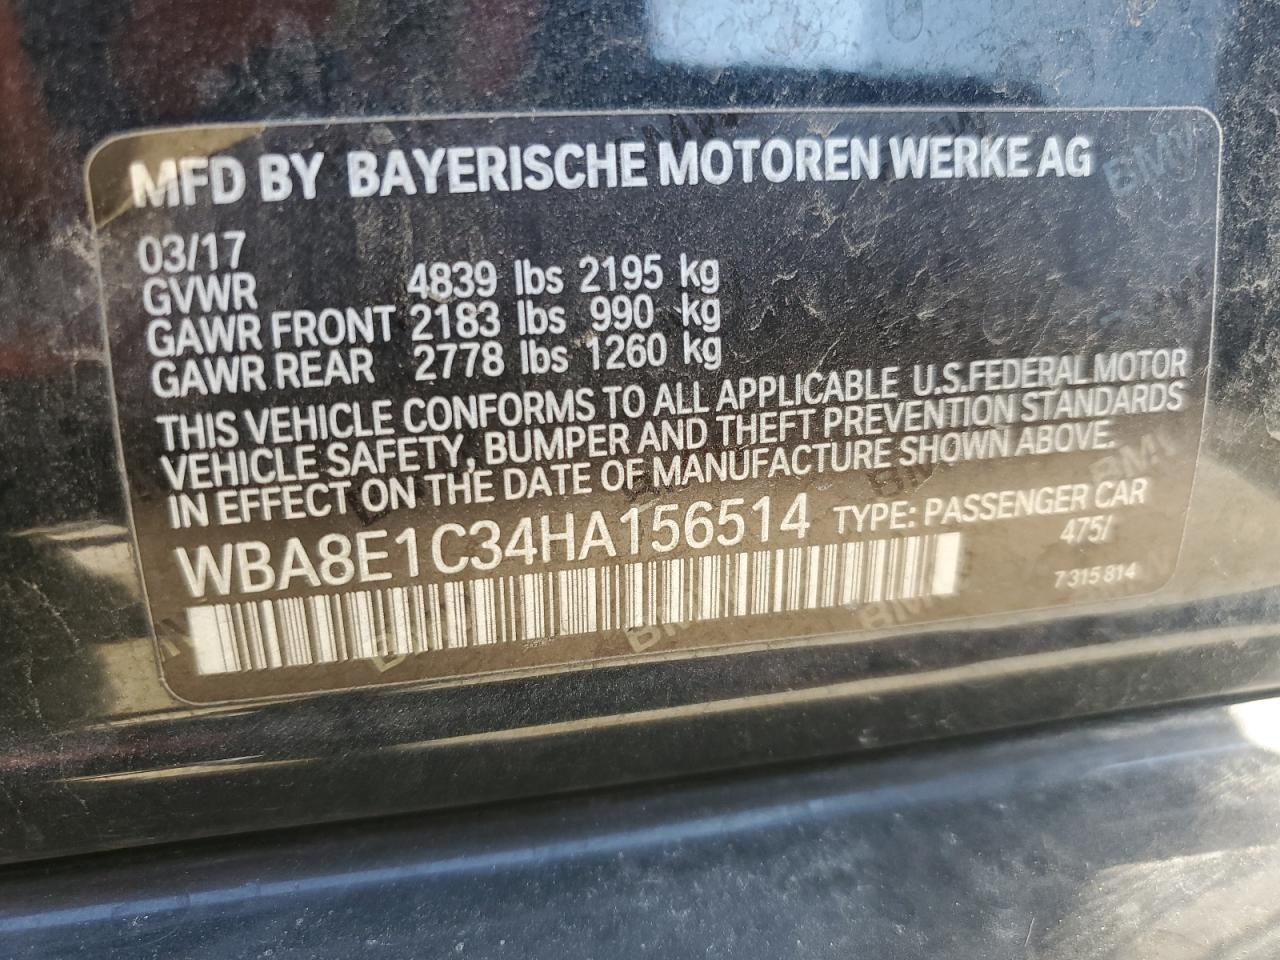 MFD BY BAYERISCHE MOTOREN WERKE AG
03/17
GVWR 4839 lbs 2195 kg
GAWR FRONT 2183 lbs 990 kg
GAWR REAR 2778 lbs 1260 kg
THIS VEHICLE CONFORMS TO ALL APPLICABLE U.S.FEDERAL MOTOR
VEHICLE SAFETY, BUMPER AND THEFT PREVENTION STANDARDS
IN EFFECT ON THE DATE OF MANUFACTURE SHOWN ABOVE.
WBA8E1C34HA156514 TYPE: PASSENGER CAR
475/
7 315 814